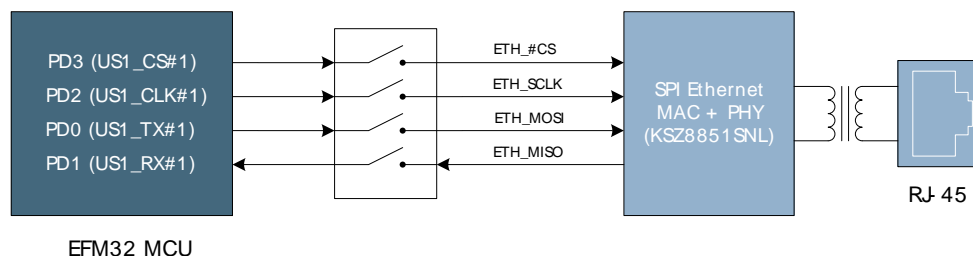 PD3 (US1_CS#1)
PD2 (US1_CLK#1)
PD0 (US1_TX#1)
PD1 (US1_RX#1)
EFM32 MCU
ETH_#CS
ETH_SCLK
ETH_MOSI
ETH_MISO
SPI Ethernet
MAC + PHY
(KSZ8851SNL)
RJ-45